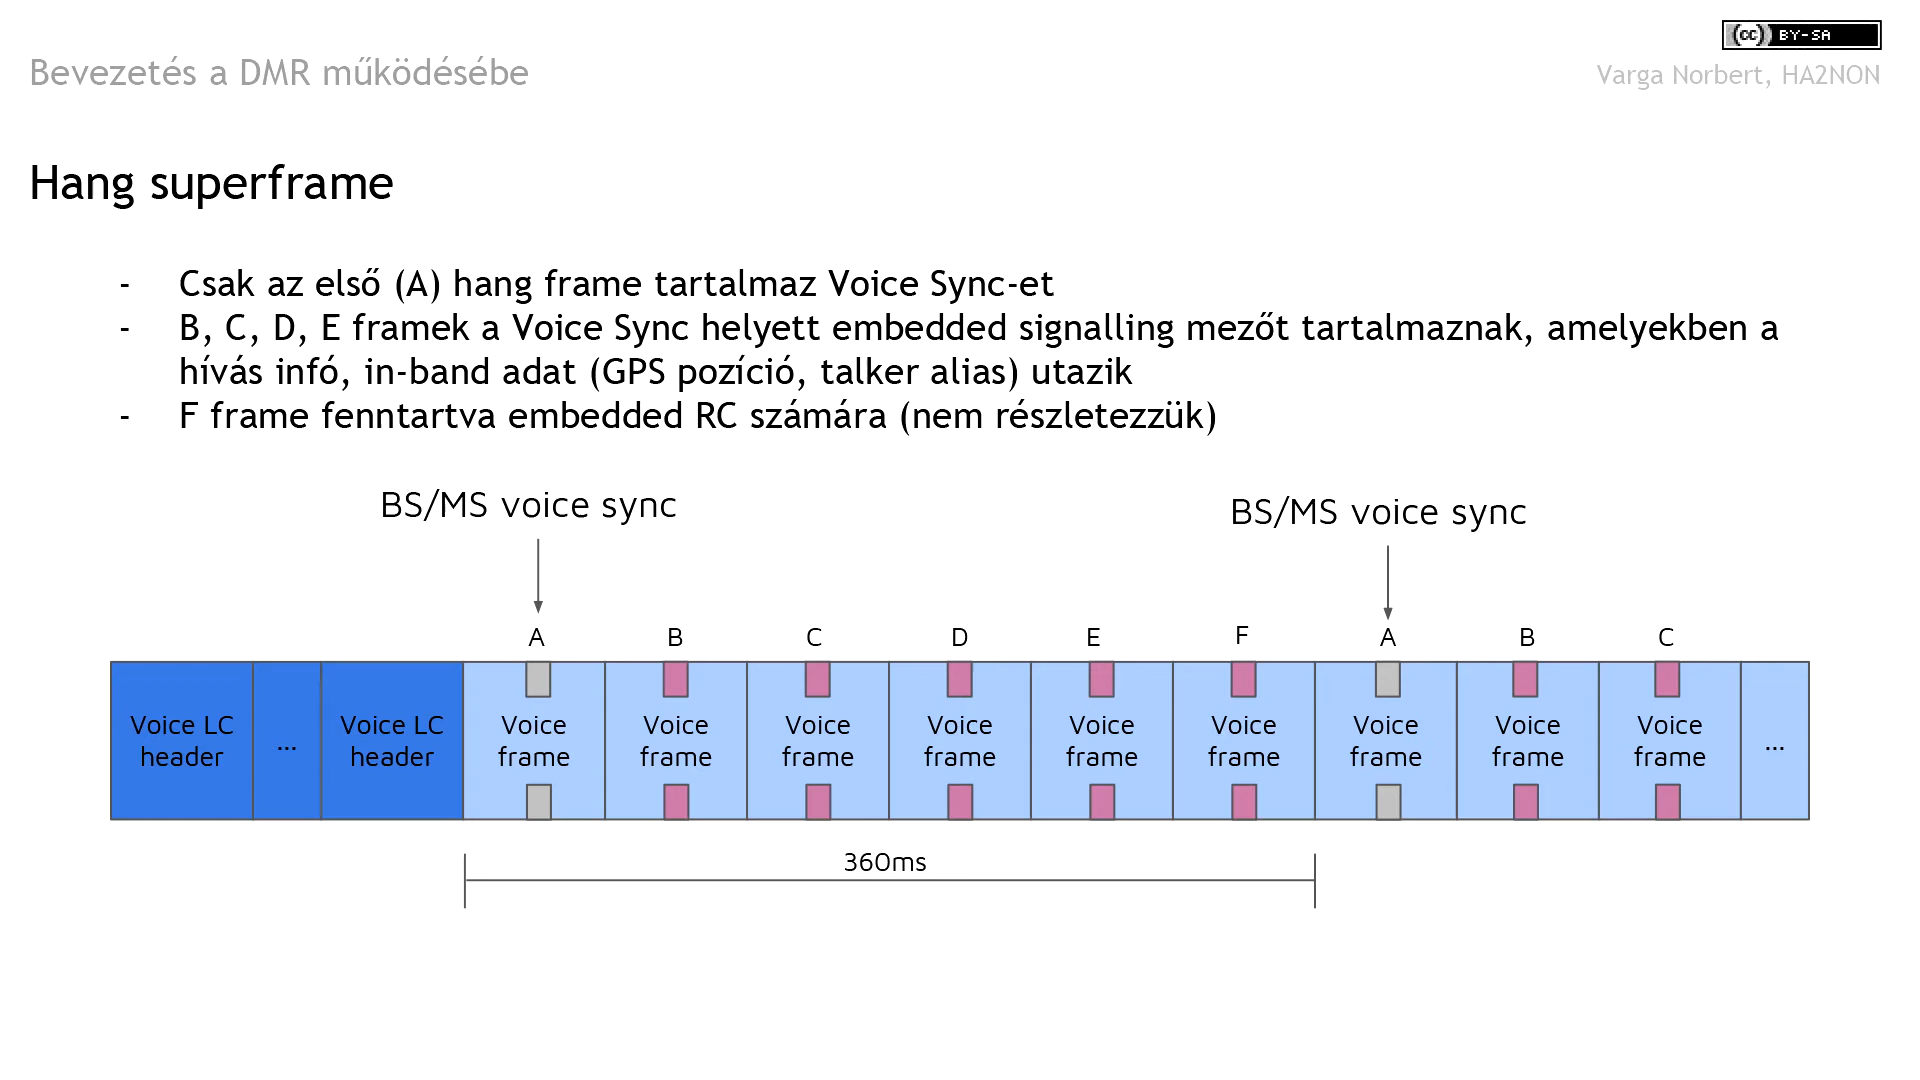 (cc) BY-SA
Bevezetés a DMR működésébe
Varga Norbert, HA2NON
Hang superframe
- Csak az első (A) hang frame tartalmaz Voice Sync-et
- B, C, D, E framek a Voice Sync helyett embedded signalling mezőt tartalmaznak, amelyekben a
hívás infó, in-band adat (GPS pozíció, talker alias) utazik
- F frame fenntartva embedded RC számára (nem részletezzük)
BS/MS voice sync
BS/MS voice sync
A B C D E F A B C
Voice LC header
...
Voice LC header
Voice frame
Voice frame
Voice frame
Voice frame
Voice frame
Voice frame
Voice frame
Voice frame
Voice frame
...
360ms